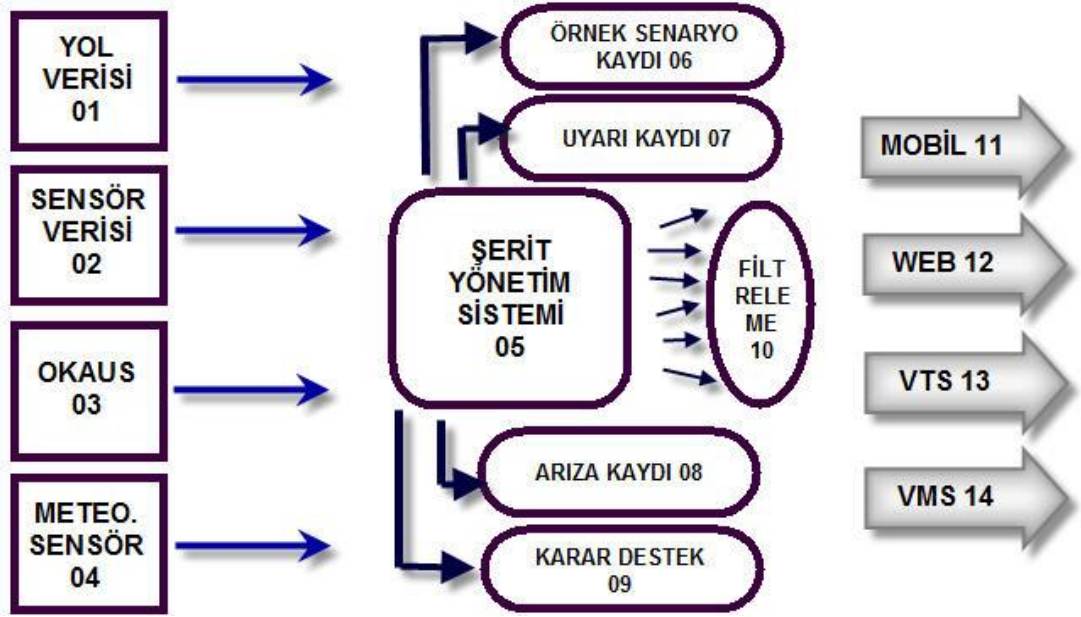 YOL
VERİSİ
01
SENSÖR
VERİSİ
02
OKAUS
03
METEO.
SENSÖR
04
ÖRNEK SENARYO
KAYDI 06
UYARI KAYDI 07
ŞERİT
YÖNETİM
SİSTEMİ
05
ARIZA KAYDI 08
KARAR DESTEK
09
FİLT
RELE
ME
10
MOBİL 11
WEB 12
VTS 13
VMS 14